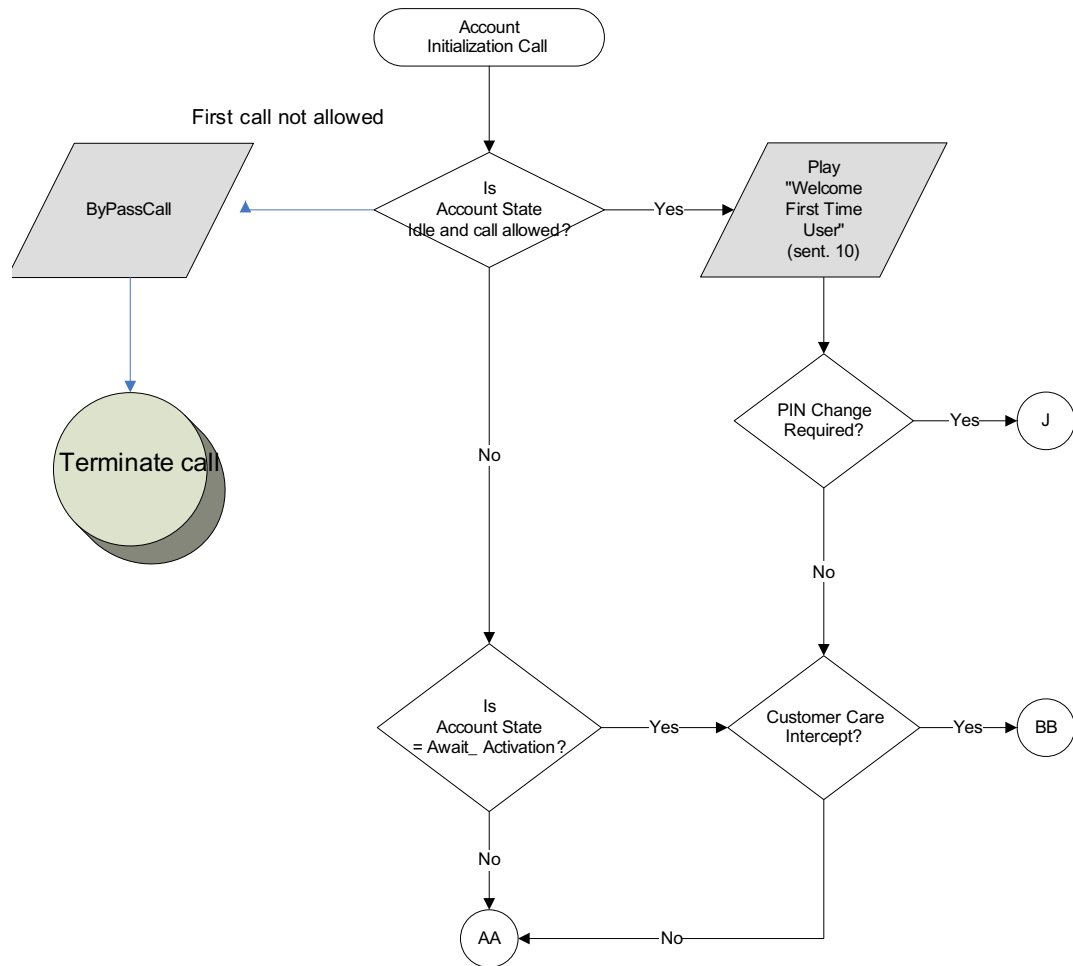 Account
Initialization Call
First call not allowed
ByPassCall
Is
Account State
Idle and call allowed?
Yes
Play
"Welcome
First Time
User"
(sent. 10)
Terminate call
PIN Change
Required?
Yes
J
No
No
Is
Account State
= Await_ Activation?
Yes
Customer Care
Intercept?
Yes
BB
No
AA
No